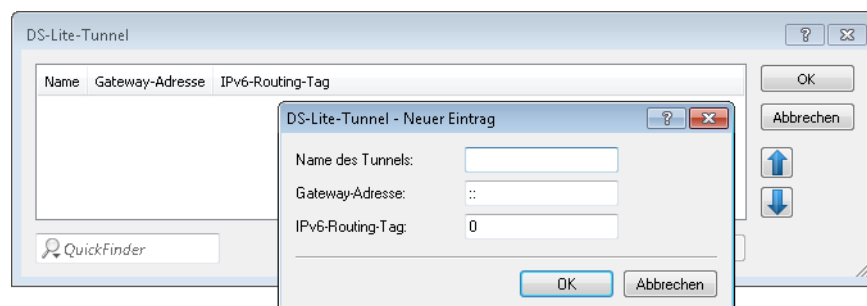 DS-Lite-Tunnel
Name Gateway-Adresse IPv6-Routing-Tag
OK
Abbrechen
QuickFinder
DS-Lite-Tunnel - Neuer Eintrag
Name des Tunnels:
Gateway-Adresse: ::
IPv6-Routing-Tag: 0
OK Abbrechen